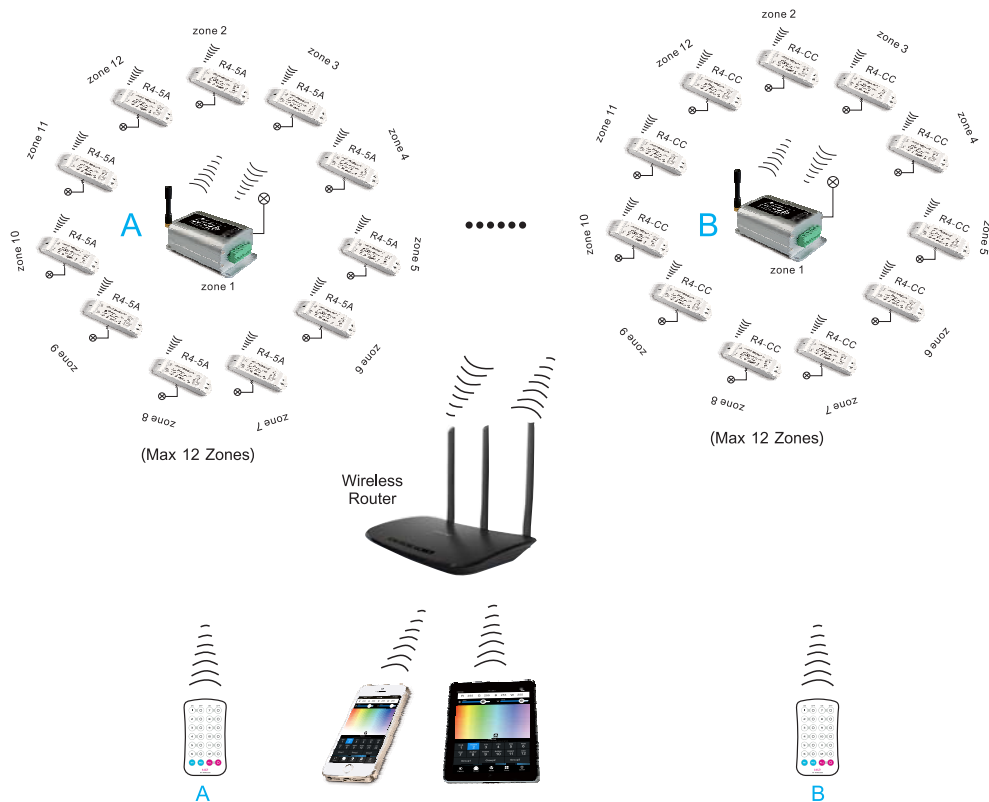 zone 2
zone 12
R4-5A
zone 3
R4-5A
R4-5A
zone 11
R4-5A
R4-5A
zone 4
A
zone 10
R4-5A
R4-5A
zone 5
zone 1
zone 9
R4-5A
R4-5A
zone 6
R4-5A
R4-5A
zone 8
zone 7
(Max 12 Zones)
zone 2
zone 12
R4-CC
zone 3
R4-CC
R4-CC
zone 11
R4-CC
R4-CC
zone 4
B
zone 10
R4-CC
R4-CC
zone 5
zone 1
zone 9
R4-CC
R4-CC
zone 6
R4-CC
R4-CC
zone 8
zone 7
(Max 12 Zones)
Wireless
Router
A
B